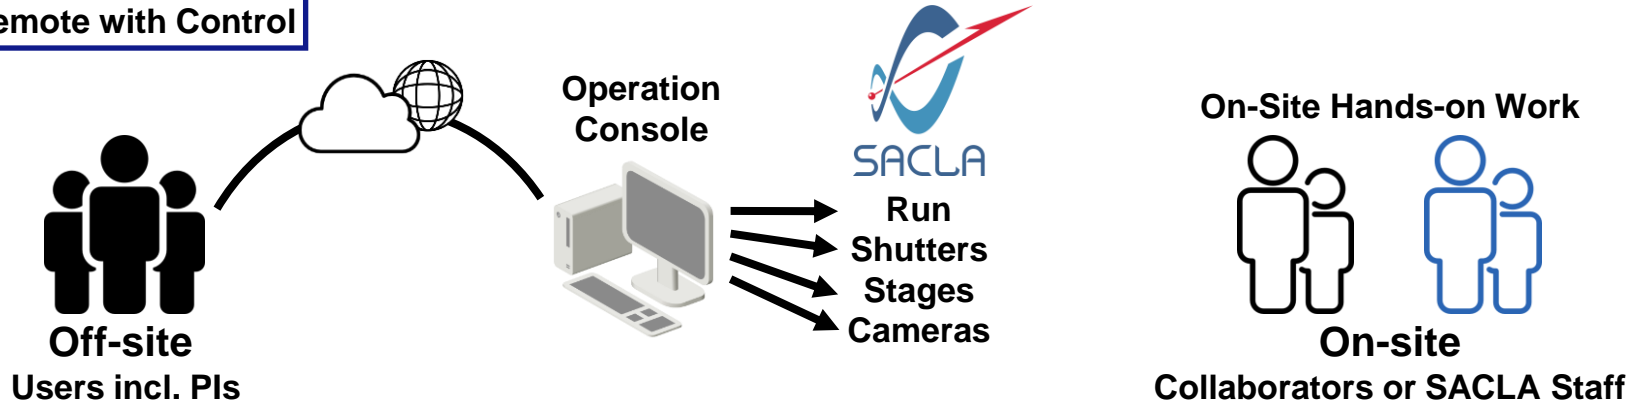 emote with Control
Operation
Console
SACLA
Run
Shutters
Stages
Cameras
On-Site Hands-on Work
Off-site
Users incl. PIs
On-site
Collaborators or SACLA Staff